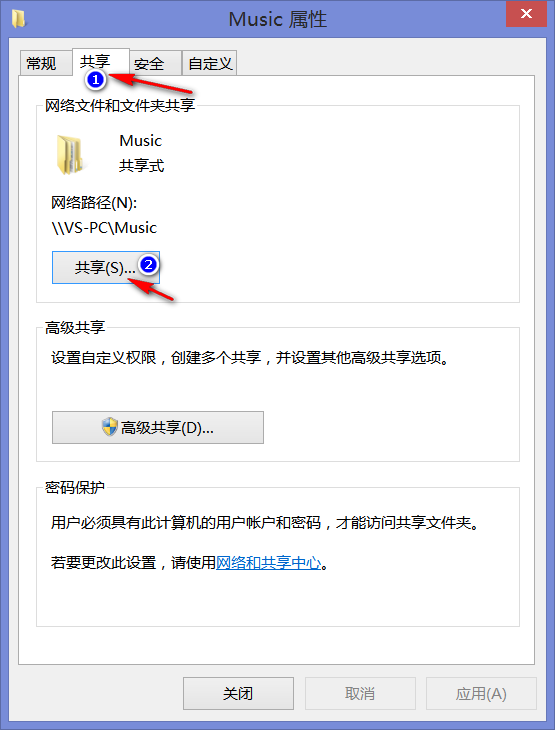 Music 属性
常规 共享 安全 自定义
1
网络文件和文件夹共享
Music
共享式
网络路径(N):
\\VS-PC\Music
共享(S)... 2
高级共享
设置自定义权限，创建多个共享，并设置其他高级共享选项。
高级共享(D)...
密码保护
用户必须具有此计算机的用户帐户和密码，才能访问共享文件夹。
若要更改此设置，请使用网络和共享中心。
关闭 取消 应用(A)